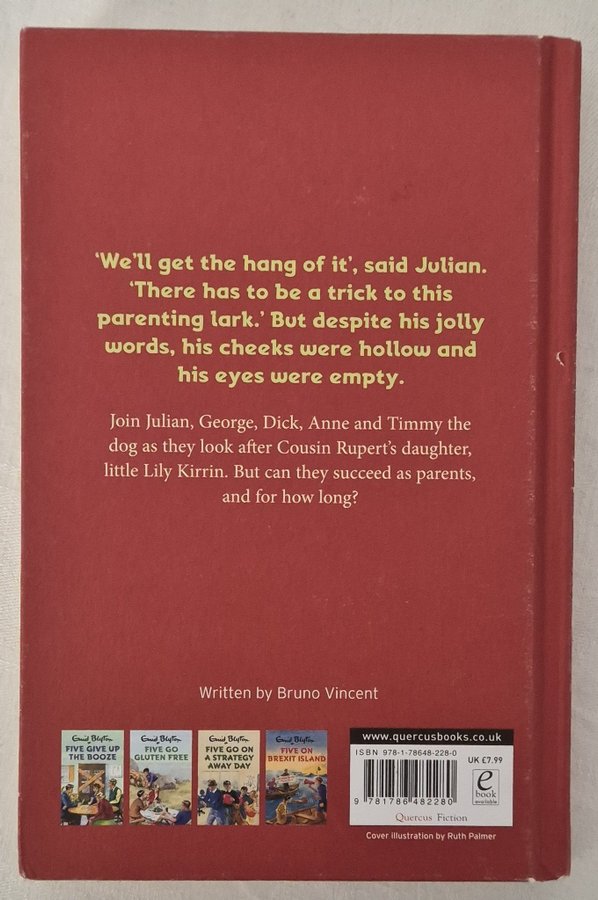 ‘We’ll get the hang of it’, said Julian.
‘There has to be a trick to this
parenting lark.’ But despite his jolly
words, his cheeks were hollow and
his eyes were empty.
Join Julian, George, Dick, Anne and Timmy the
dog as they look after Cousin Rupert’s daughter,
little Lily Kirrin. But can they succeed as parents,
and for how long?
Written by Bruno Vincent
Enid Blyton
FIVE GIVE UP
THE BOOZE
Enid Blyton
FIVE GO
GLUTEN FREE
Enid Blyton
FIVE GO ON
A STRATEGY
AWAY DAY
Enid Blyton
FIVE ON
BREXIT ISLAND
www.quercusbooks.co.uk
ISBN 978-1-78648-228-0
UK £7.99
9 781786 482280
e
book
available
Quercus Fiction
Cover illustration by Ruth Palmer